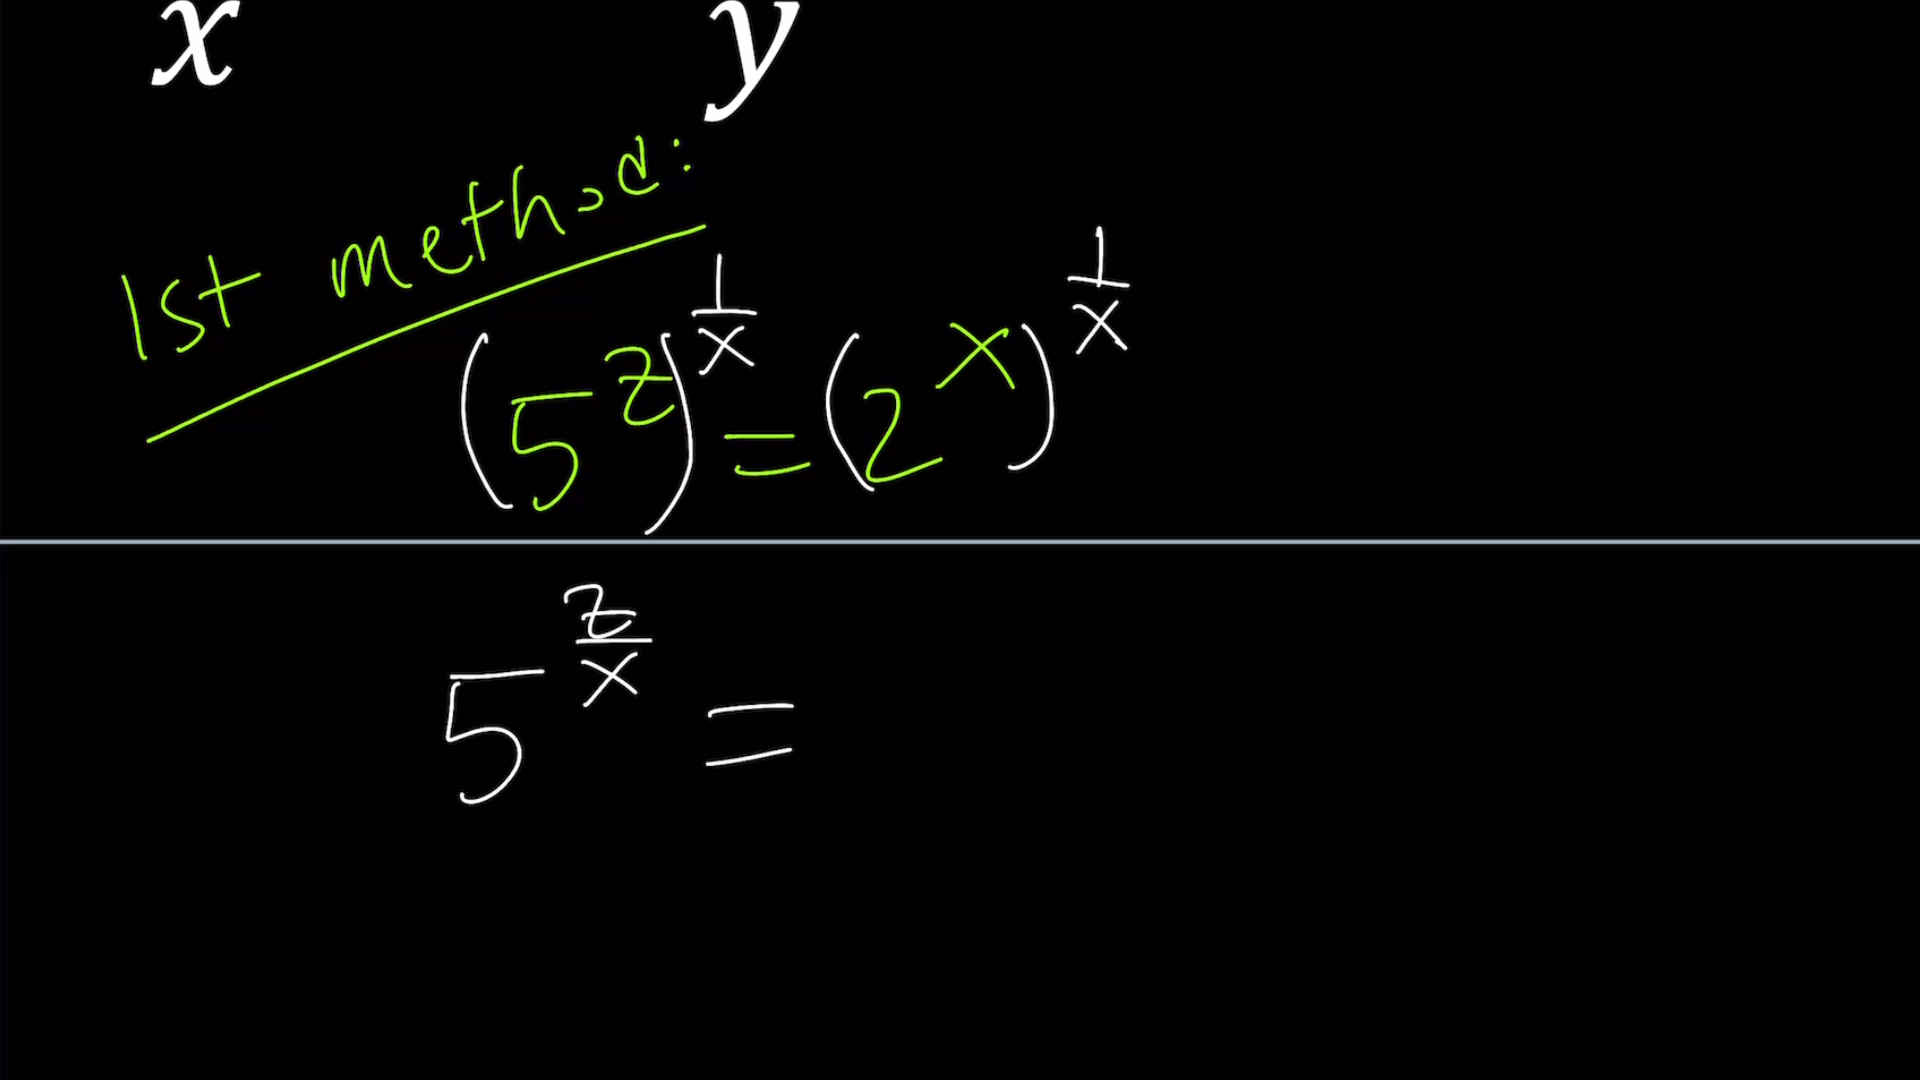 x y
1st method:
(5^z)^(1/x) = (2^x)^(1/x)
5^(z/x) =